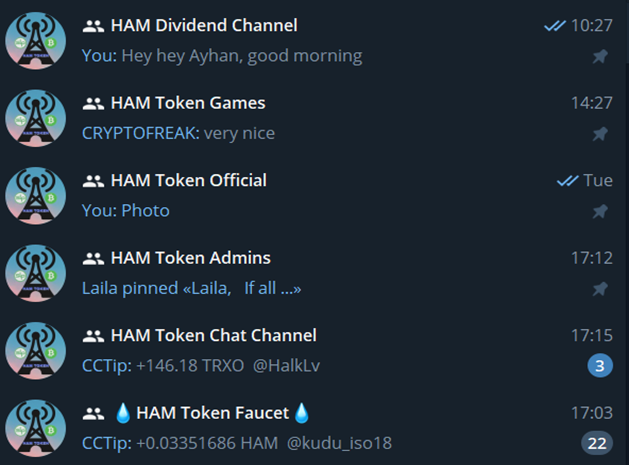 HAM Dividend Channel 10:27
You: Hey hey Ayhan, good morning
HAM Token Games 14:27
CRYPTOFREAK: very nice
HAM Token Official Tue
You: Photo
HAM Token Admins 17:12
Laila pinned «Laila, If all ...»
HAM Token Chat Channel 17:15
CCTip: +146.18 TRXO @HalkLv 3
💧HAM Token Faucet💧 17:03
CCTip: +0.03351686 HAM @kudu_iso18 22